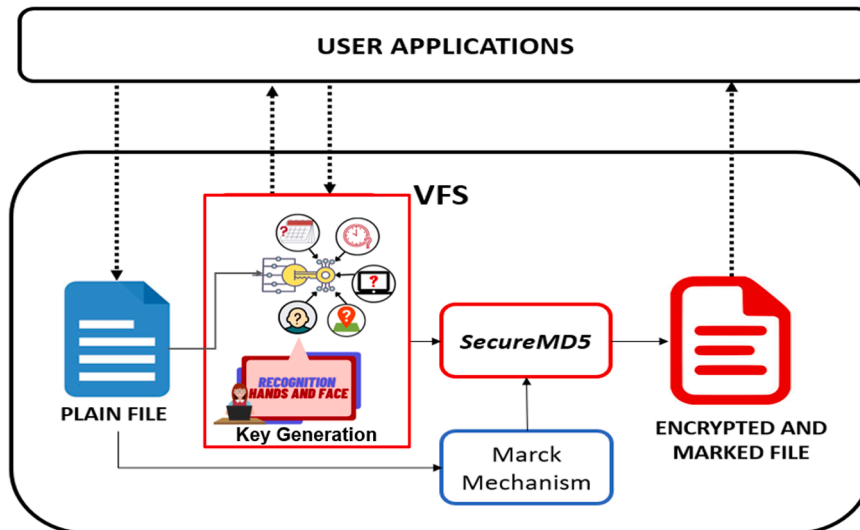 USER APPLICATIONS
VFS
?
?
?
?
?
RECOGNITION
HANDS AND FACE
Key Generation
PLAIN FILE
SecureMD5
Marck
Mechanism
ENCRYPTED AND
MARKED FILE